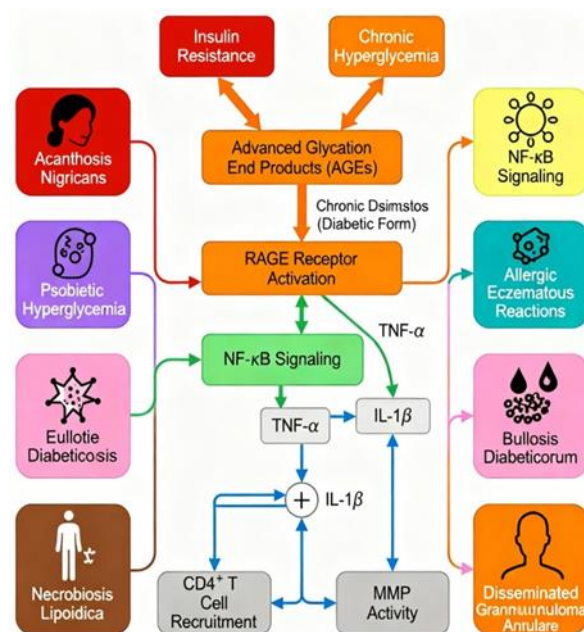 Insulin
Resistance
Chronic
Hyperglycemia
Acanthosis
Nigricans
Advanced Glycation
End Products (AGEs)
NF-κB
Signaling
Chronic Dsimstos
(Diabetic Form)
Psobietic
Hyperglycemia
RAGE Receptor
Activation
Allergic
Eczematous
Reactions
TNF-α
NF-κB Signaling
Eullotie
Diabeticosis
TNF-α
IL-1β
Bullosis
Diabeticorum
+
IL-1β
Necrobiosis
Lipoidica
CD4+ T
Cell
Recruitment
MMP
Activity
Disseminated
Annulare